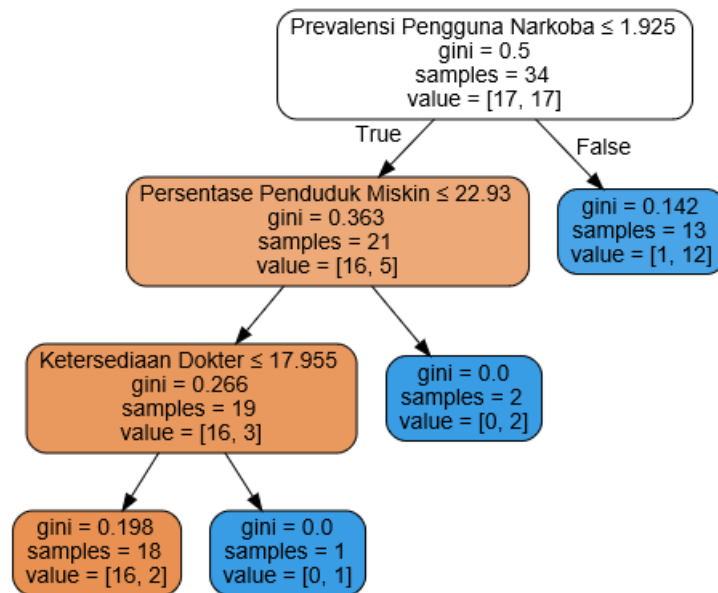 Prevalensi Pengguna Narkoba ≤ 1.925
gini = 0.5
samples = 34
value = [17, 17]
True
False
Persentase Penduduk Miskin ≤ 22.93
gini = 0.363
samples = 21
value = [16, 5]
gini = 0.142
samples = 13
value = [1, 12]
Ketersediaan Dokter ≤ 17.955
gini = 0.266
samples = 19
value = [16, 3]
gini = 0.0
samples = 2
value = [0, 2]
gini = 0.198
samples = 18
value = [16, 2]
gini = 0.0
samples = 1
value = [0, 1]